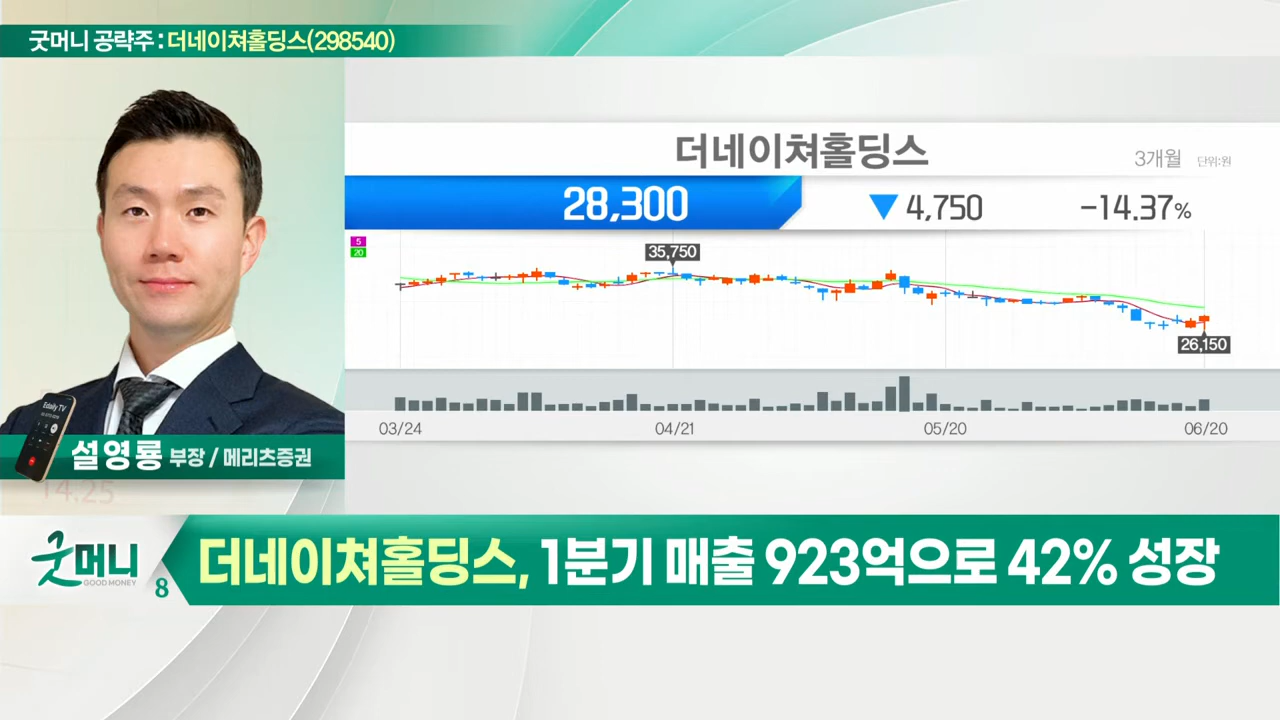 굿머니 공략주 : 더네이쳐홀딩스(298540)
더네이쳐홀딩스
3개월 단위:원
28,300 ▼ 4,750 -14.37%
5
20
35,750
26,150
03/24 04/21 05/20 06/20
Edaily TV
설영룡 부장 / 메리츠증권
14.25
굿머니
GOOD MONEY
8
더네이쳐홀딩스, 1분기 매출 923억으로 42% 성장